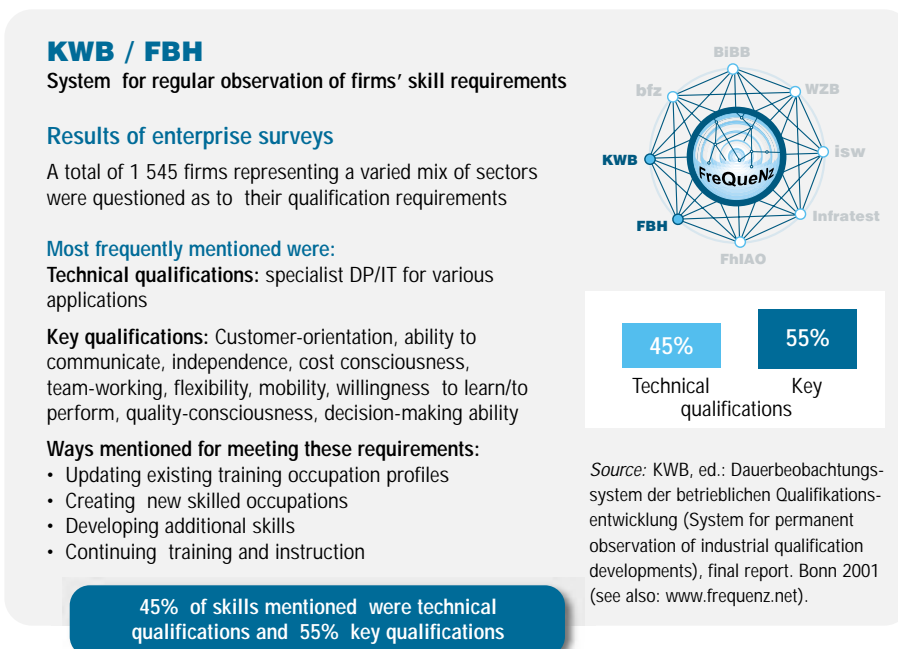 KWB / FBH
System for regular observation of firms' skill requirements
Results of enterprise surveys
A total of 1 545 firms representing a varied mix of sectors
were questioned as to their qualification requirements
Most frequently mentioned were:
Technical qualifications: specialist DP/IT for various
applications
Key qualifications: Customer-orientation, ability to
communicate, independence, cost consciousness,
team-working, flexibility, mobility, willingness to learn/to
perform, quality-consciousness, decision-making ability
Ways mentioned for meeting these requirements:
• Updating existing training occupation profiles
• Creating new skilled occupations
• Developing additional skills
• Continuing training and instruction
45% of skills mentioned were technical
qualifications and 55% key qualifications
BiBB
bfz
WZB
KWB
isw
FreQueNz
FBH
Infratest
FhIAO
45%
55%
Technical
Key
qualifications
Source: KWB, ed.: Dauerbeobachtungs-
system der betrieblichen Qualifikations-
entwicklung (System for permanent
observation of industrial qualification
developments), final report. Bonn 2001
(see also: www.frequenz.net).